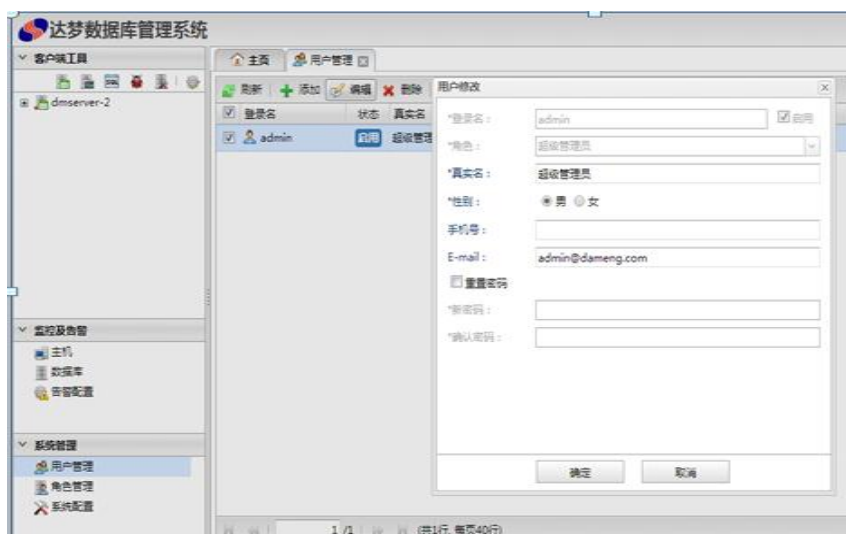 达梦数据库管理系统
客户端工具
dmserver-2
监控及告警
主机
数据库
告警配置
系统管理
用户管理
角色管理
系统配置
主页 用户管理
刷新 添加 编辑 删除
登录名 状态 真实名
admin 启用 超级管理
用户修改
*登录名： admin 启用
*角色： 超级管理员
*真实名： 超级管理员
*性别： 男 女
手机号：
E-mail： admin@dameng.com
重置密码
*新密码：
*确认密码：
确定 取消
1 /1 (共1行, 每页40行)